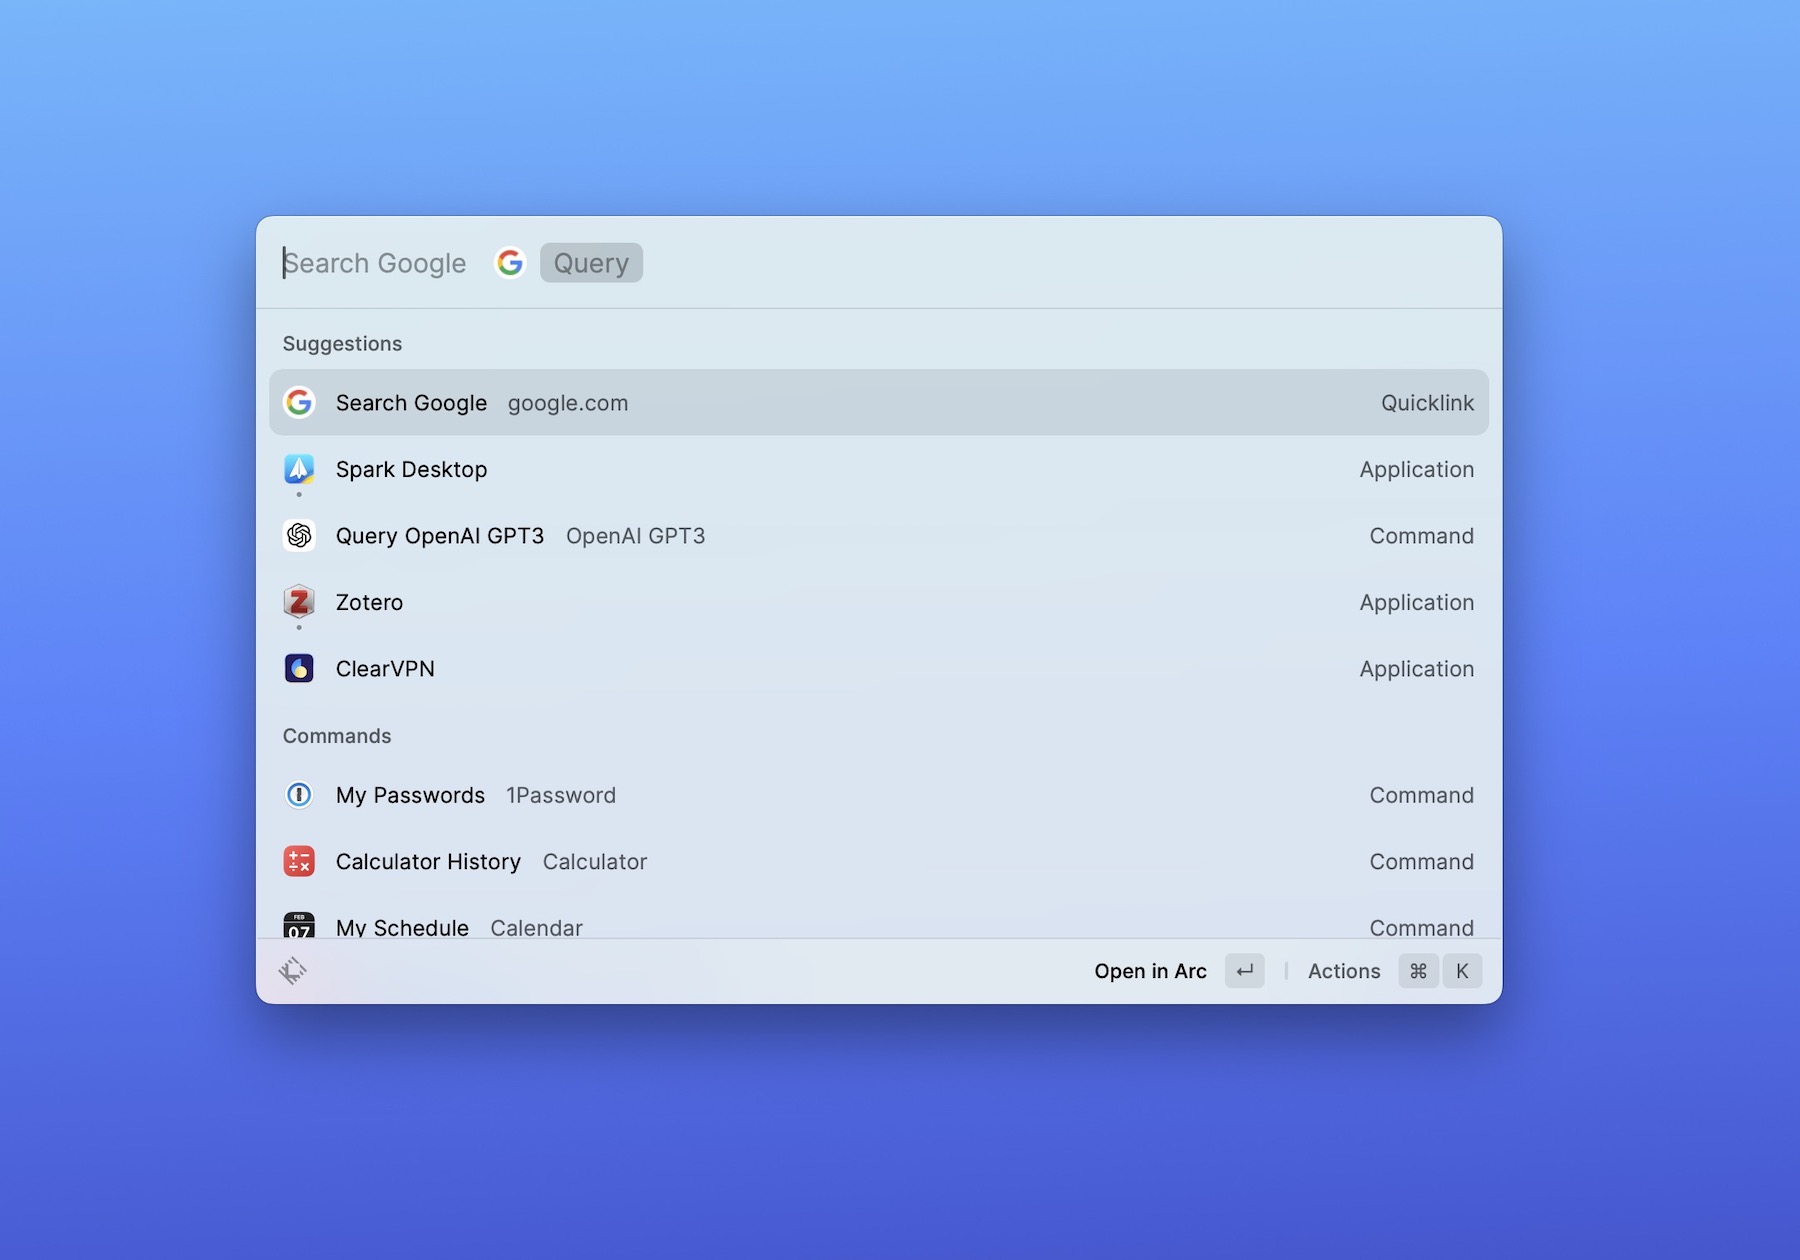 Search Google Query
Suggestions
Search Google google.com Quicklink
Spark Desktop Application
Query OpenAI GPT3 OpenAI GPT3 Command
Zotero Application
ClearVPN Application
Commands
My Passwords 1Password Command
Calculator History Calculator Command
FEB
07 My Schedule Calendar Command
Open in Arc ↵ Actions ⌘ K